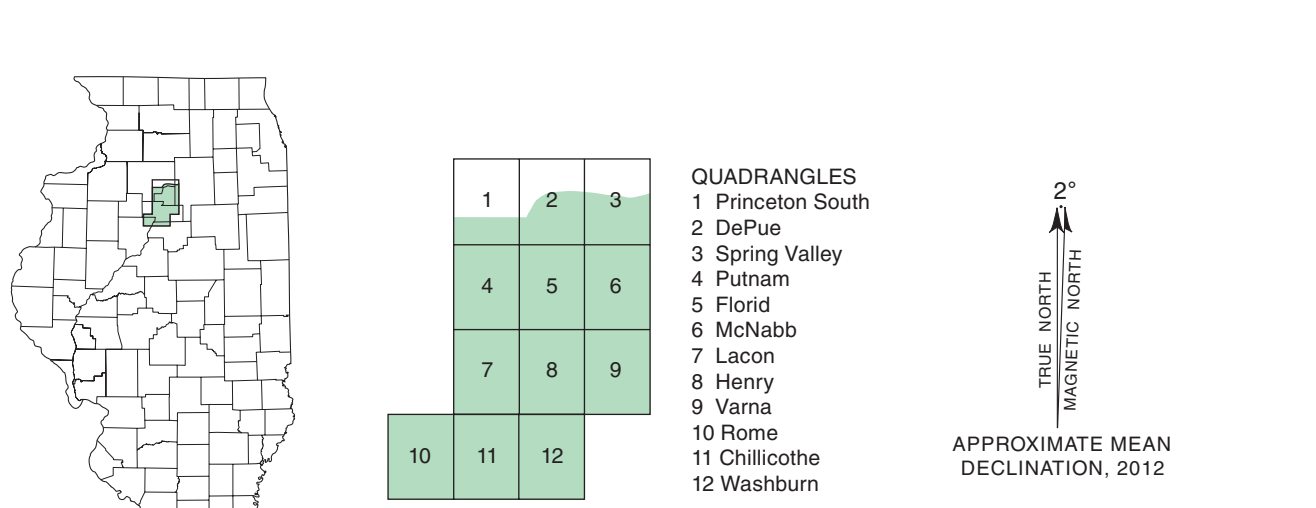 1
2
3
4
5
6
7
8
9
10
11
12
QUADRANGLES
1 Princeton South
2 DePue
3 Spring Valley
4 Putnam
5 Florid
6 McNabb
7 Lacon
8 Henry
9 Varna
10 Rome
11 Chillicothe
12 Washburn
2°
TRUE NORTH
MAGNETIC NORTH
APPROXIMATE MEAN
DECLINATION, 2012